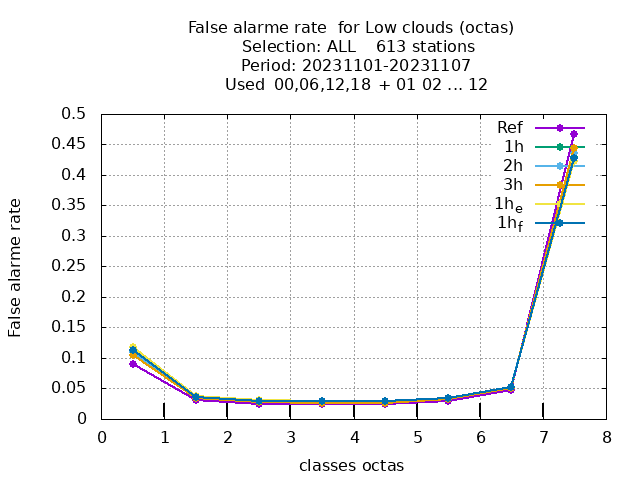 False alarme rate  for Low clouds (octas)
Selection: ALL    613 stations
Period: 20231101-20231107
Used  00,06,12,18 + 01 02 ... 12
False alarme rate
0.5
0.45
0.4
0.35
0.3
0.25
0.2
0.15
0.1
0.05
0
Ref
1h
2h
3h
1he
1hf
0 1 2 3 4 5 6 7 8
classes octas